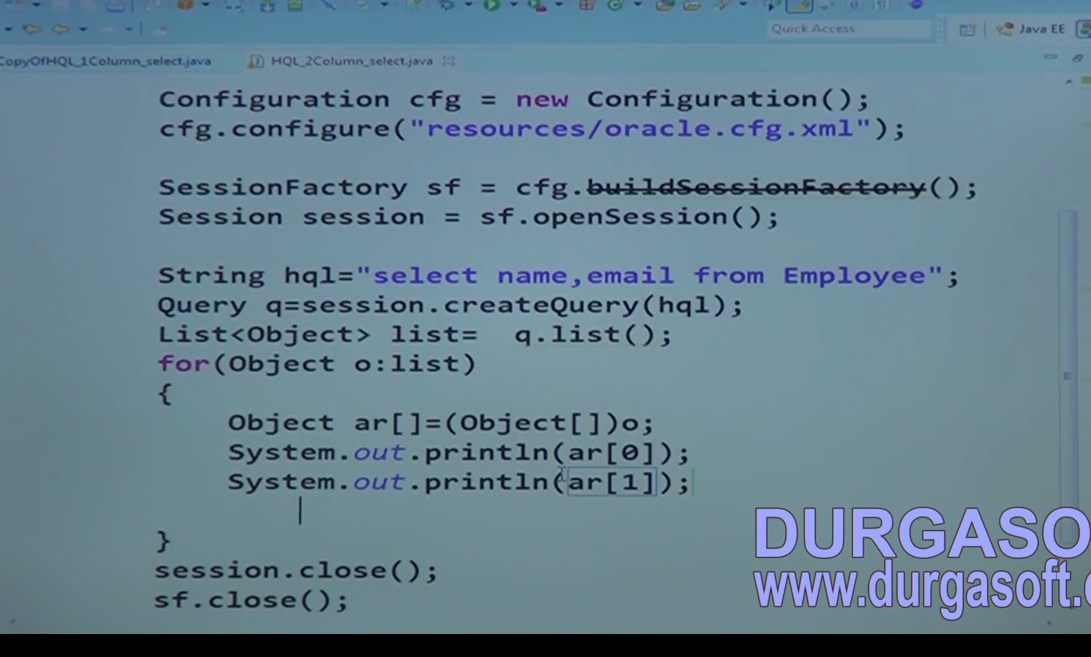 Quick Access
Java EE
CopyOfHQL_1Column_select.java
HQL_2Column_select.java
Configuration cfg = new Configuration();
cfg.configure("resources/oracle.cfg.xml");
SessionFactory sf = cfg.buildSessionFactory();
Session session = sf.openSession();
String hql="select name,email from Employee";
Query q=session.createQuery(hql);
List<Object> list=  q.list();
for(Object o:list)
{
Object ar[]=(Object[])o;
System.out.println(ar[0]);
System.out.println(ar[1]);
}
session.close();
sf.close();
DURGASO
www.durgasoft.c